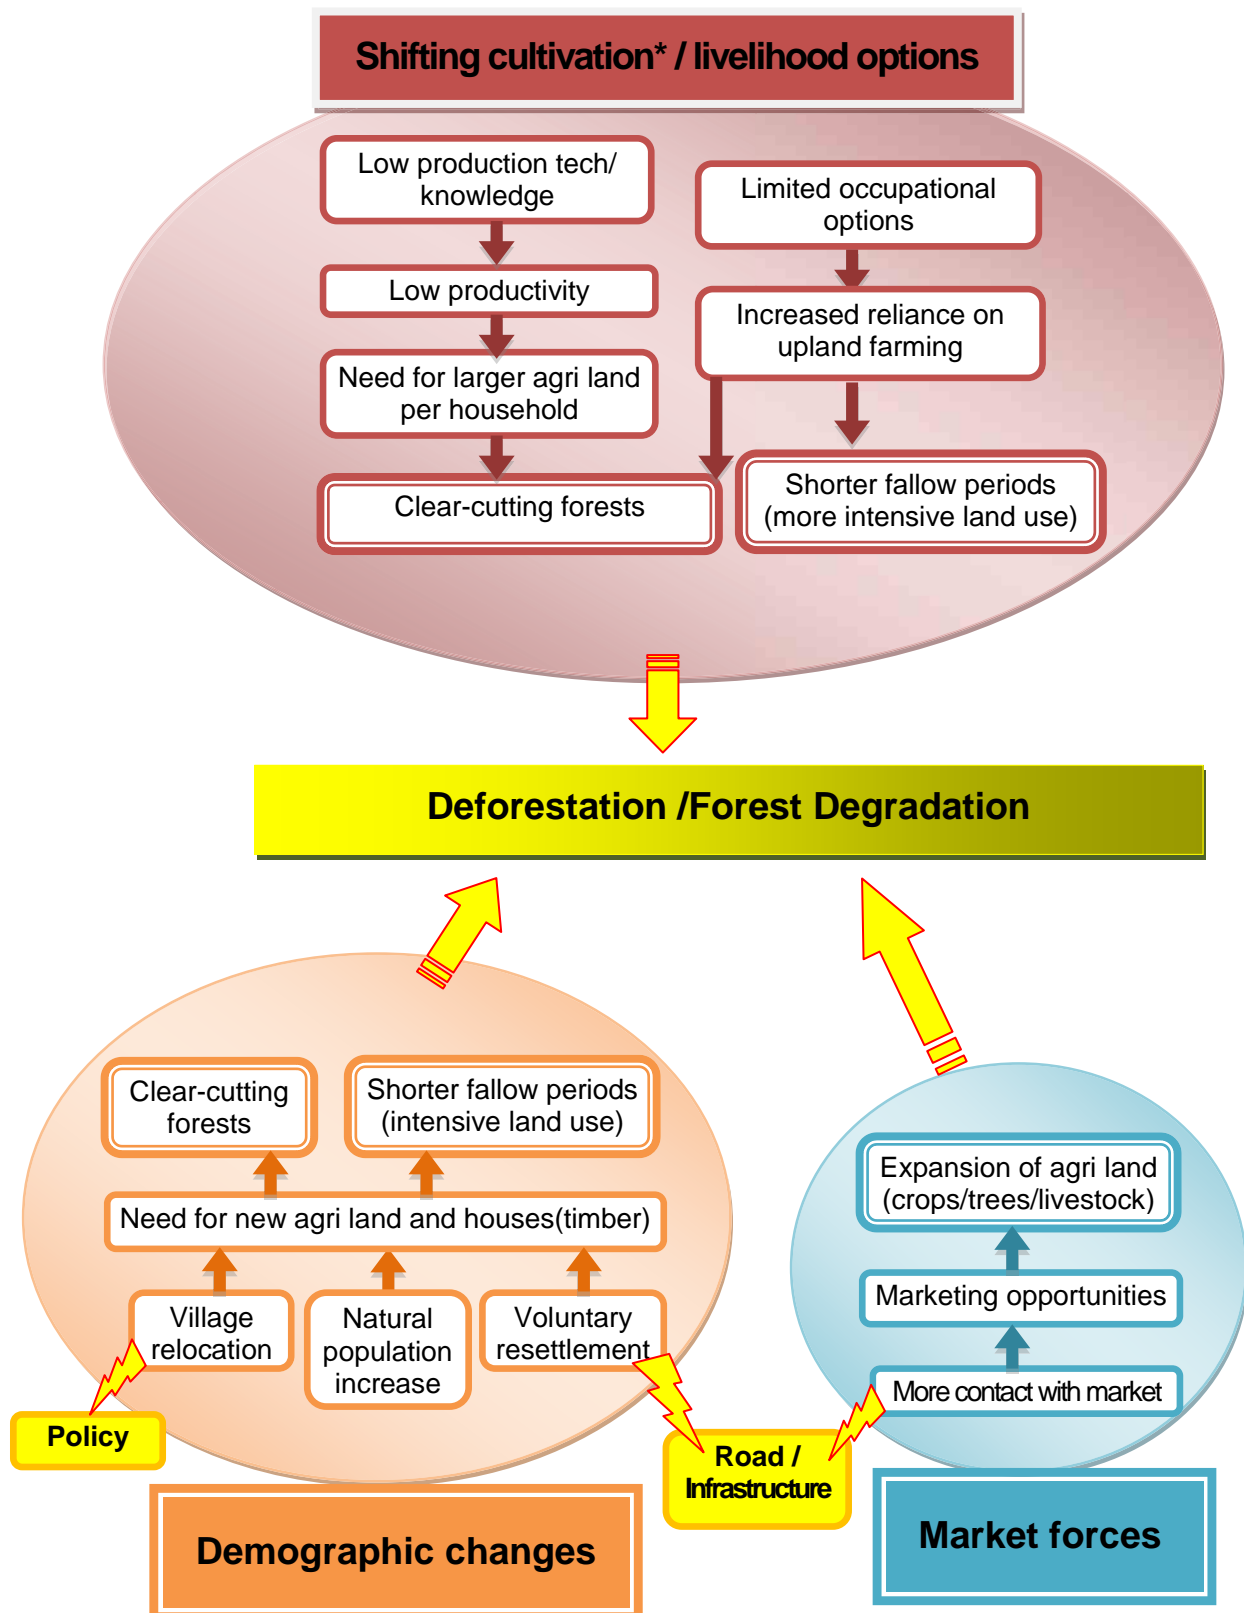 Shifting cultivation* / livelihood options
Low production tech/
knowledge
Low productivity
Need for larger agri land
per household
Clear-cutting forests
Limited occupational
options
Increased reliance on
upland farming
Shorter fallow periods
(more intensive land use)
Deforestation /Forest Degradation
Clear-cutting
forests
Shorter fallow periods
(intensive land use)
Need for new agri land and houses(timber)
Village
relocation
Natural
population
increase
Voluntary
resettlement
Policy
Demographic changes
Road /
Infrastructure
Expansion of agri land
(crops/trees/livestock)
Marketing opportunities
More contact with market
Market forces